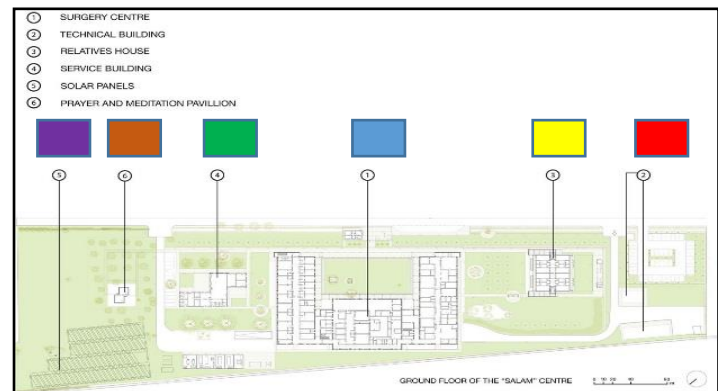 1 SURGERY CENTRE
2 TECHNICAL BUILDING
3 RELATIVES HOUSE
4 SERVICE BUILDING
5 SOLAR PANELS
6 PRAYER AND MEDITATION PAVILLION
5 6 4 1 3 2
GROUND FLOOR OF THE "SALAM" CENTRE